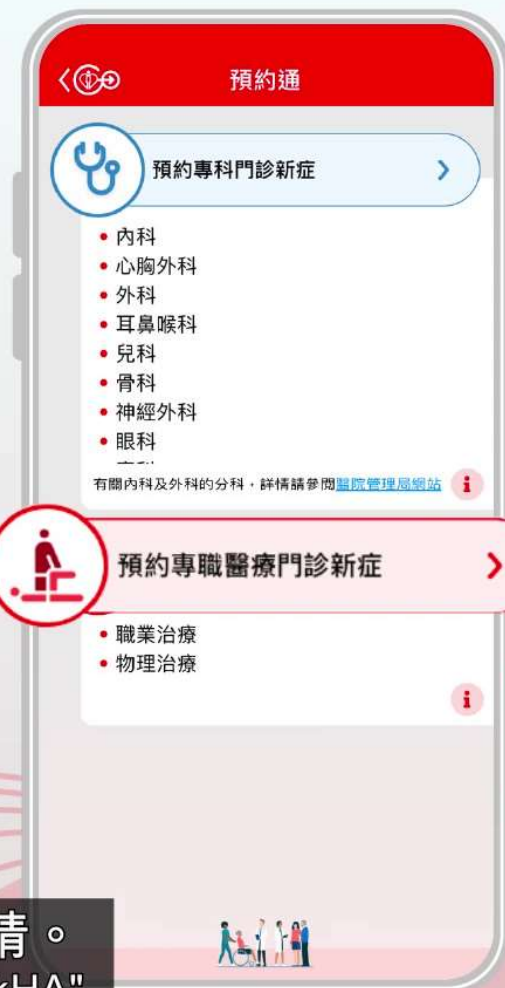 預約通
預約專科門診新症
內科
心胸外科
外科
耳鼻喉科
兒科
骨科
神經外科
眼科
有關內科及外科的分科，詳情請參閱醫院管理局網站
預約專職醫療門診新症
職業治療
物理治療
。
HA"